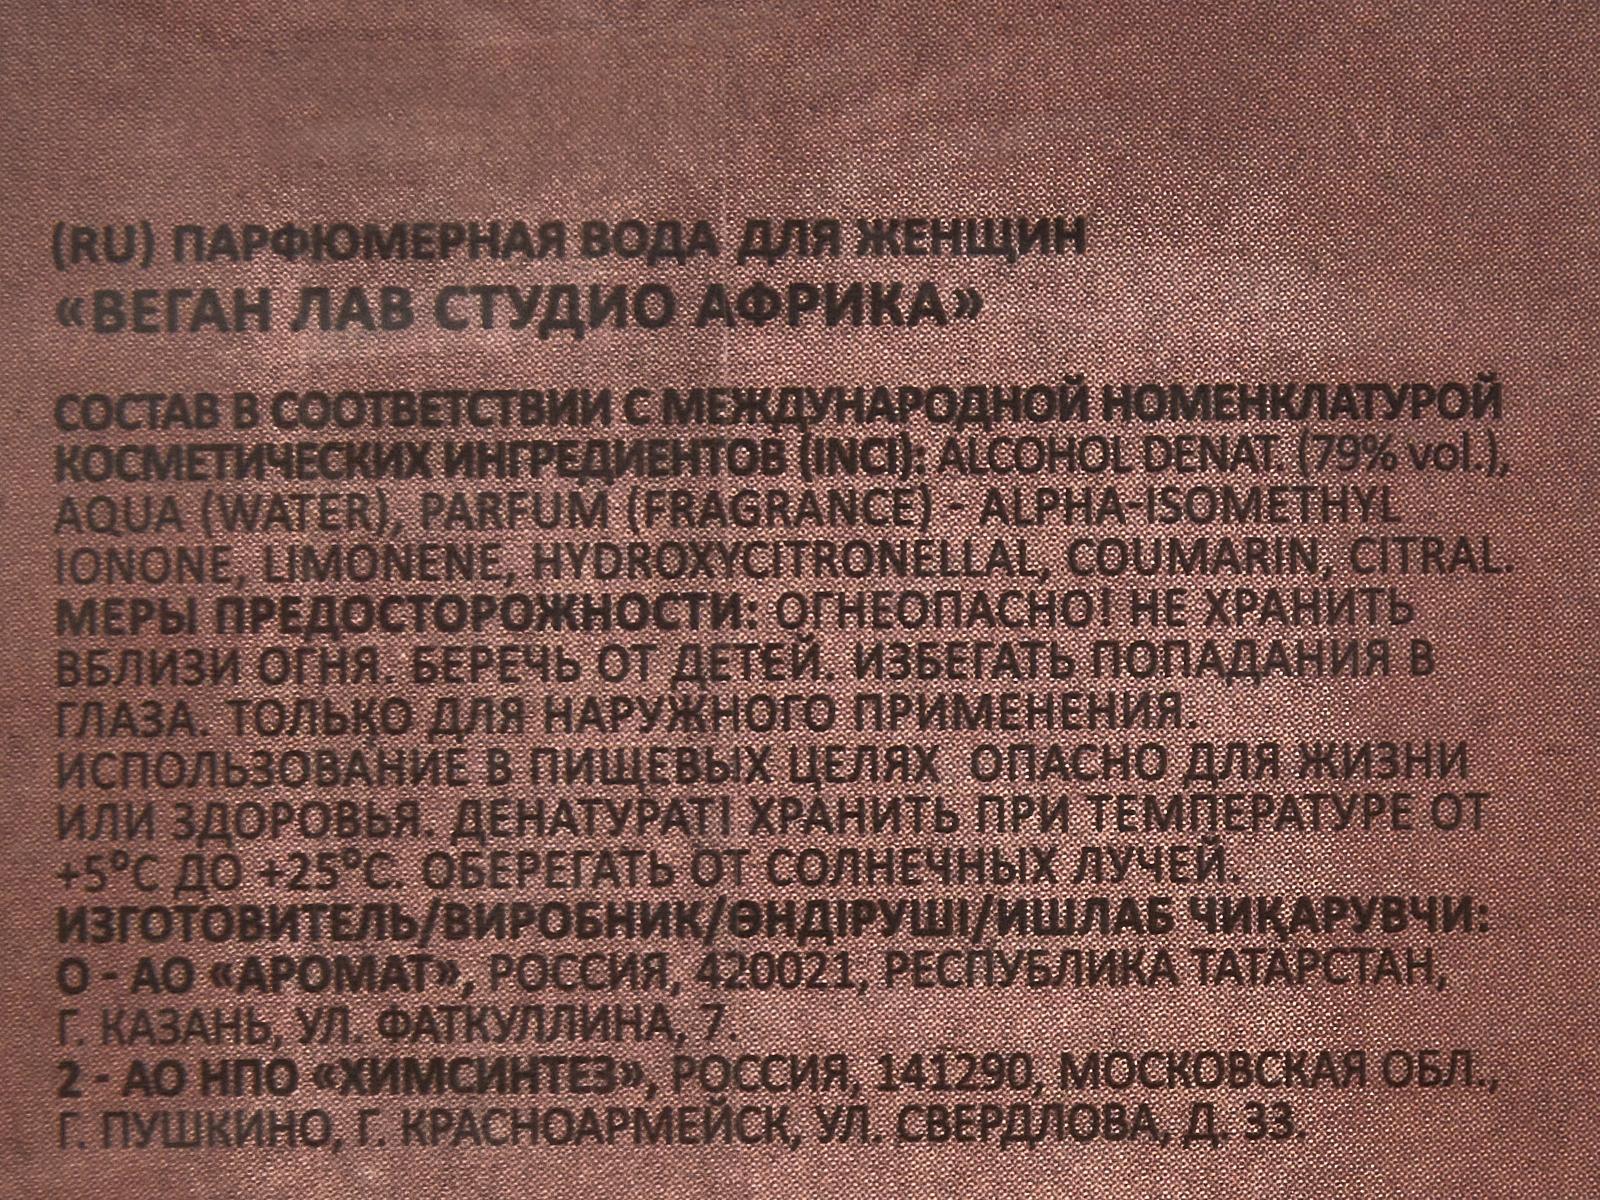 (RU) ПАРФЮМЕРНАЯ ВОДА ДЛЯ ЖЕНЩИН
«ВЕГАН ЛАВ СТУДИО АФРИКА»
СОСТАВ В СООТВЕТСТВИИ С МЕЖДУНАРОДНОЙ НОМЕНКЛАТУРОЙ
КОСМЕТИЧЕСКИХ ИНГРЕДИЕНТОВ (INCI): ALCOHOL DENAT. (79% vol.),
AQUA (WATER), PARFUM (FRAGRANCE) - ALPHA-ISOMETHYL
IONONE, LIMONENE, HYDROXYCITRONELLAL, COUMARIN, CITRAL.
МЕРЫ ПРЕДОСТОРОЖНОСТИ: ОГНЕОПАСНО! НЕ ХРАНИТЬ
ВБЛИЗИ ОГНЯ. БЕРЕЧЬ ОТ ДЕТЕЙ. ИЗБЕГАТЬ ПОПАДАНИЯ В
ГЛАЗА. ТОЛЬКО ДЛЯ НАРУЖНОГО ПРИМЕНЕНИЯ.
ИСПОЛЬЗОВАНИЕ В ПИЩЕВЫХ ЦЕЛЯХ ОПАСНО ДЛЯ ЖИЗНИ
ИЛИ ЗДОРОВЬЯ. ДЕНАТУРАТ! ХРАНИТЬ ПРИ ТЕМПЕРАТУРЕ ОТ
+5°C ДО +25°C. ОБЕРЕГАТЬ ОТ СОЛНЕЧНЫХ ЛУЧЕЙ.
ИЗГОТОВИТЕЛЬ/ВИРОБНИК/ӨНДІРУШІ/ИШЛАБ ЧИҚАРУВЧИ:
0 - АО «АРОМАТ», РОССИЯ, 420021, РЕСПУБЛИКА ТАТАРСТАН,
Г. КАЗАНЬ, УЛ. ФАТКУЛЛИНА, 7.
2 - АО НПО «ХИМСИНТЕЗ», РОССИЯ, 141290, МОСКОВСКАЯ ОБЛ.,
Г. ПУШКИНО, Г. КРАСНОАРМЕЙСК, УЛ. СВЕРДЛОВА, Д. 33.